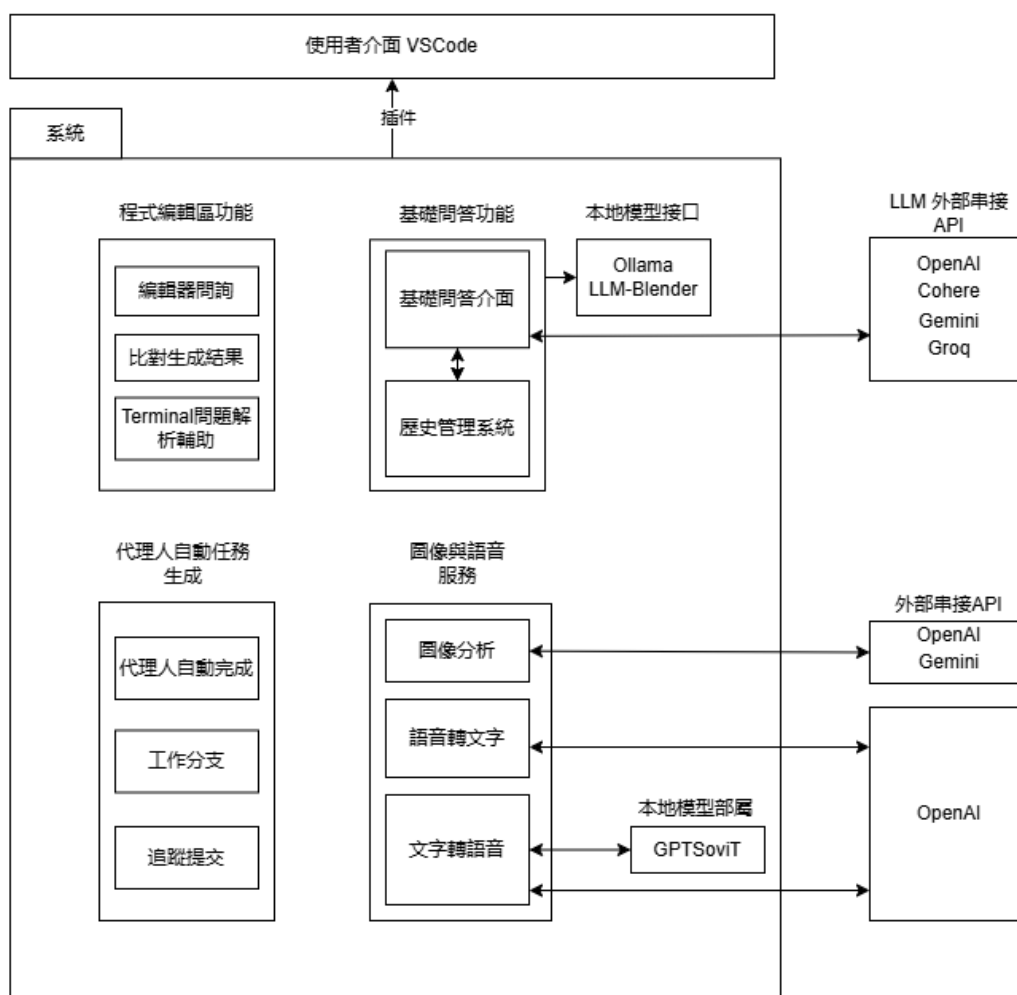 使用者介面 VSCode
插件
系統
程式編輯區功能
編輯器問詢
比對生成結果
Terminal問題解
析輔助
基礎問答功能
基礎問答介面
歷史管理系統
本地模型接口
Ollama
LLM-Blender
LLM 外部串接
API
OpenAI
Cohere
Gemini
Groq
代理人自動任務
生成
代理人自動完成
工作分支
追蹤提交
圖像與語音
服務
圖像分析
語音轉文字
文字轉語音
本地模型部屬
GPTSoviT
外部串接API
OpenAI
Gemini
OpenAI